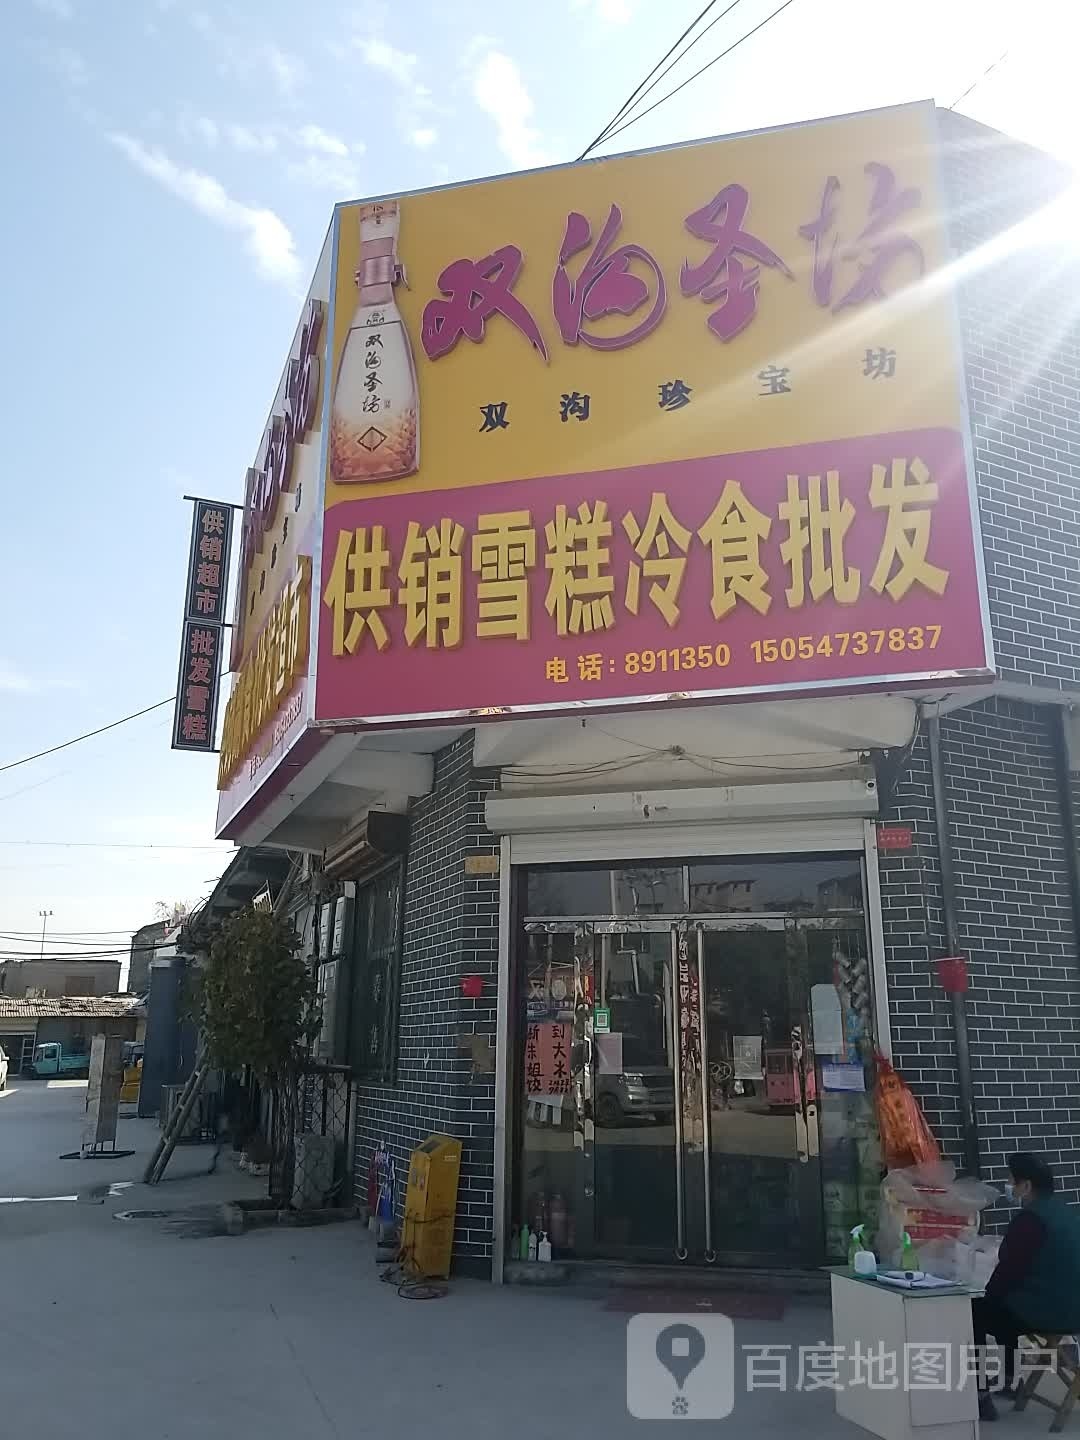 双沟圣坊
双沟圣坊
双沟珍宝坊
供销雪糕冷食批发
电话:8911350 15054737837
供销超市
批发雪糕
新到大米
百度地图用户